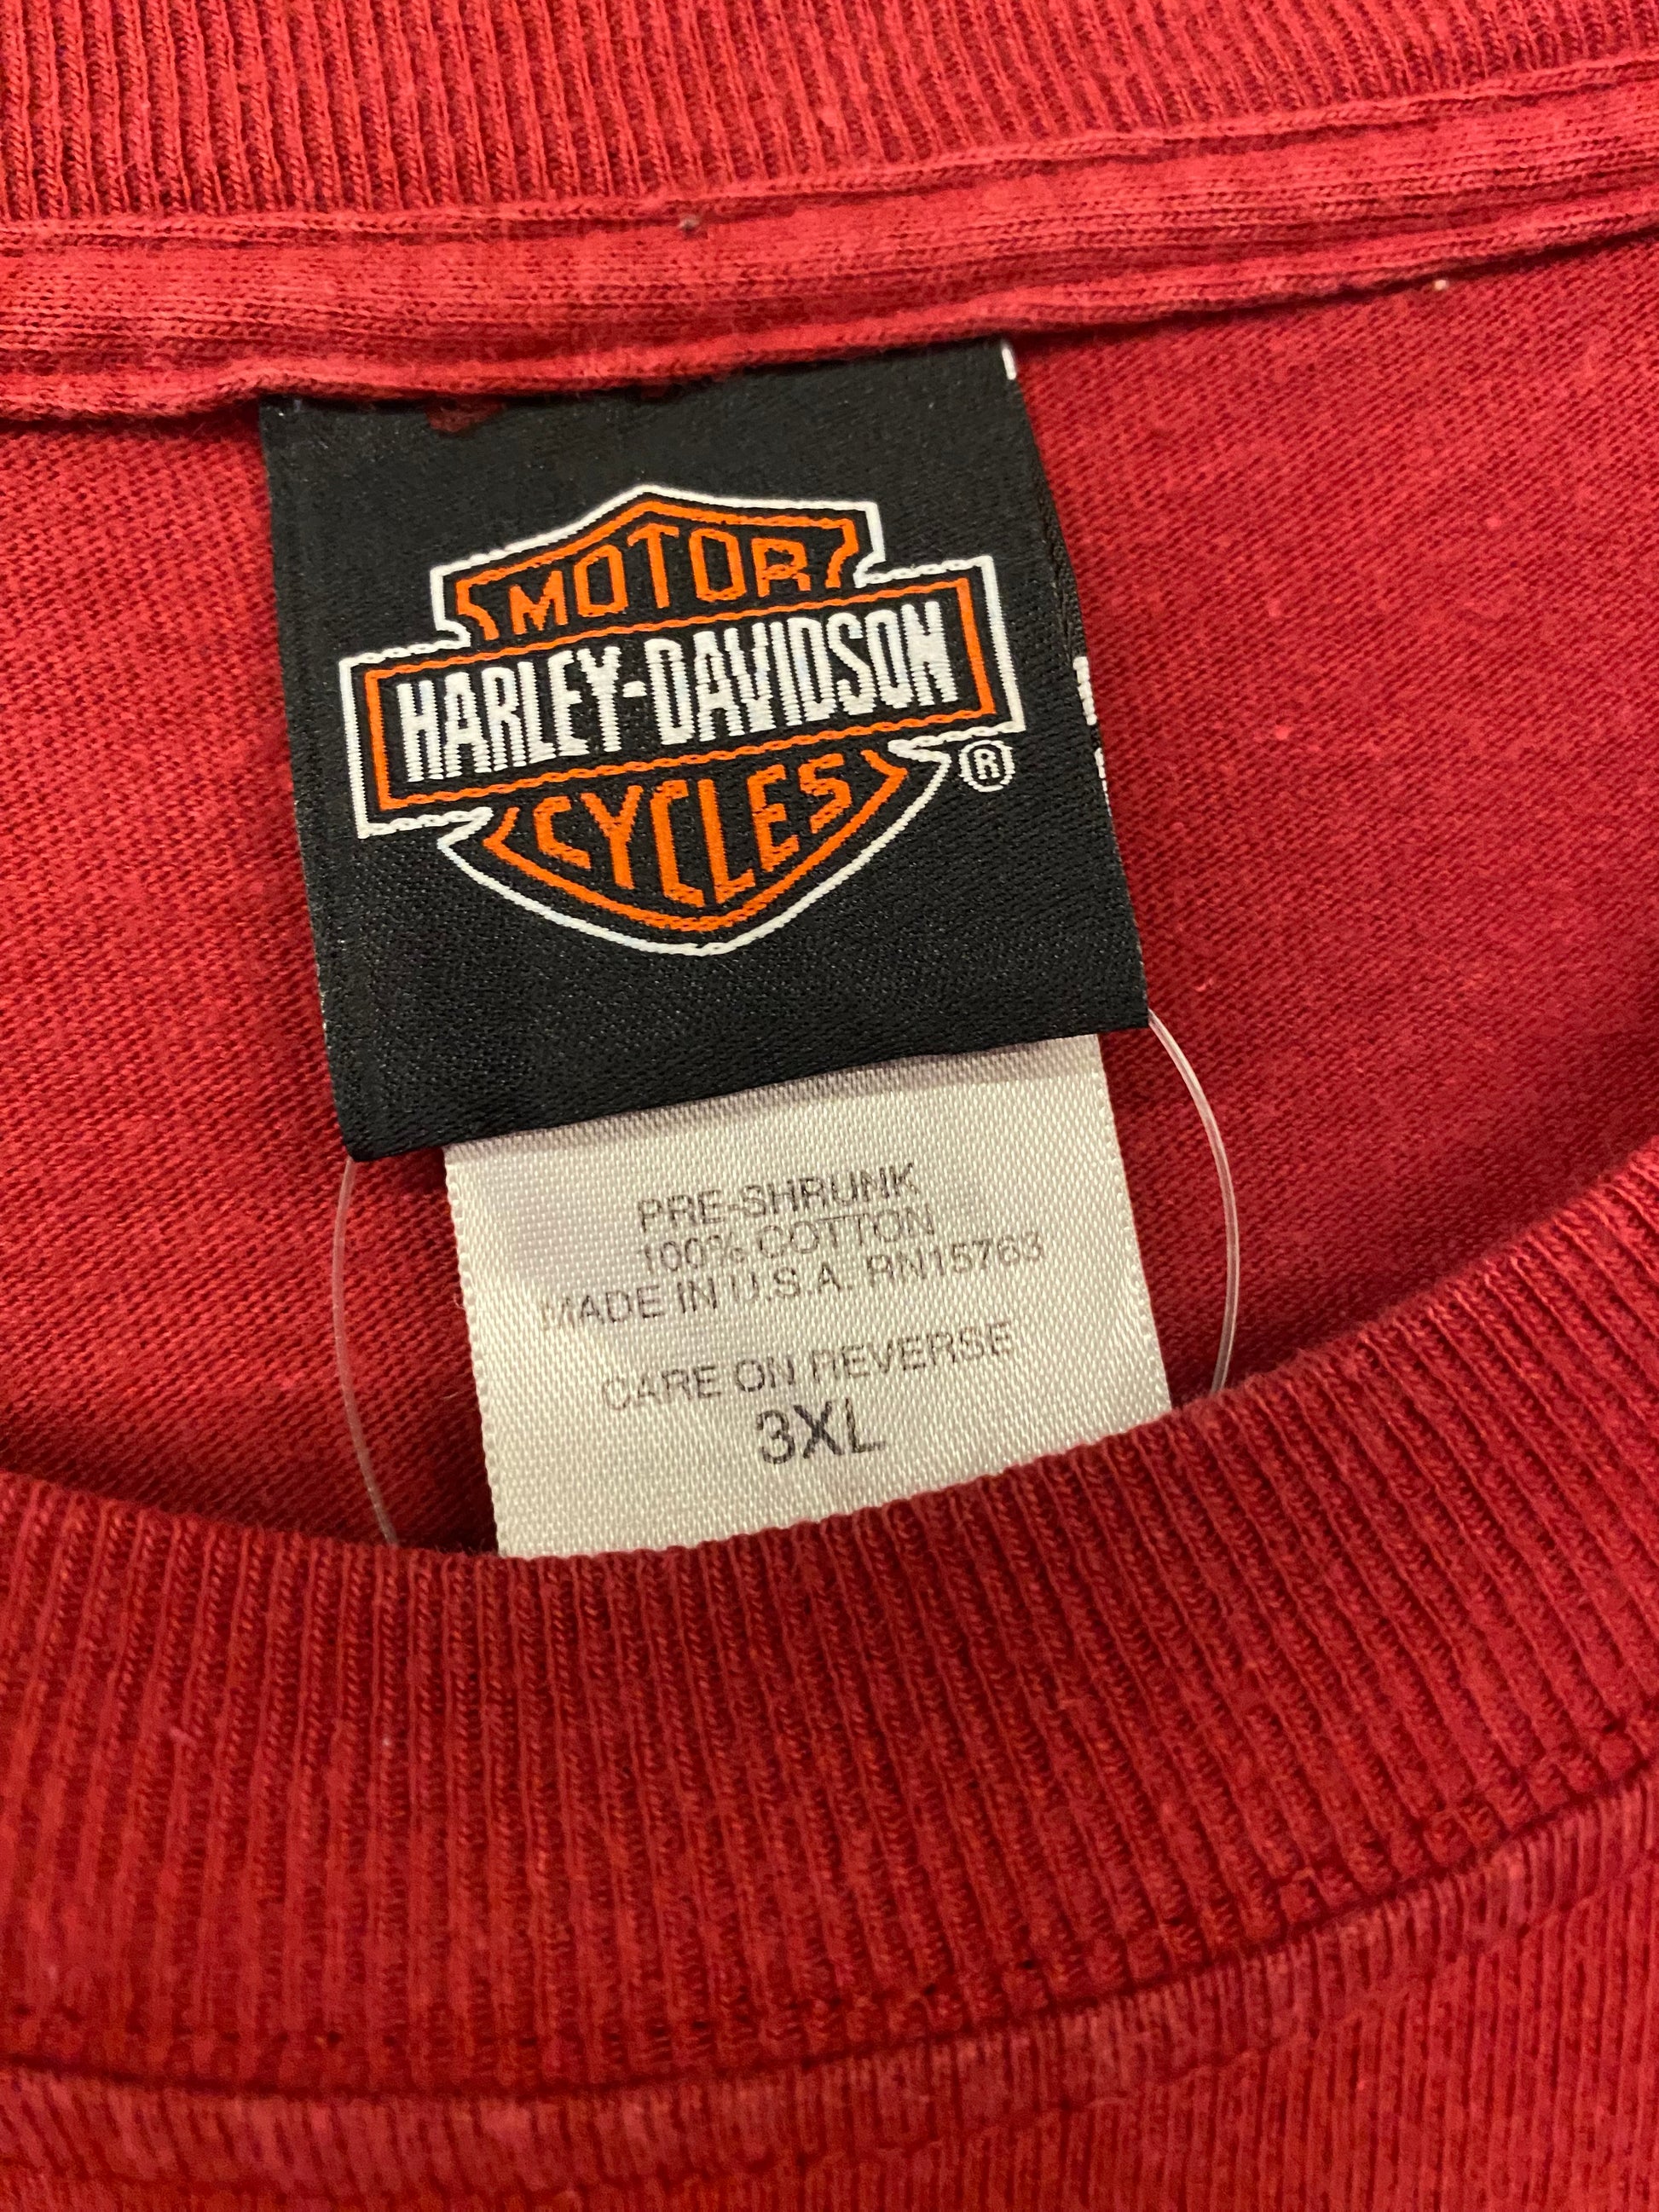 MOTOR
HARLEY-DAVIDSON
CYCLES
®
PRE-SHRUNK
100% COTTON
MADE IN U.S.A. RN15763
CARE ON REVERSE
3XL